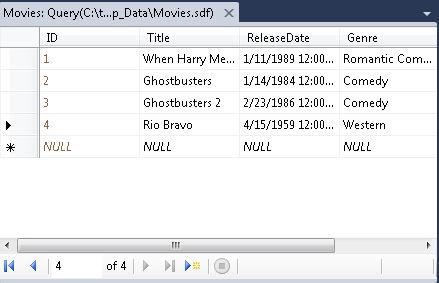 Movies: Query(C:\t...p_Data\Movies.sdf)
ID Title ReleaseDate Genre
1 When Harry Me... 1/11/1989 12:00... Romantic Com...
2 Ghostbusters 1/14/1984 12:00... Comedy
3 Ghostbusters 2 2/23/1986 12:00... Comedy
4 Rio Bravo 4/15/1959 12:00... Western
NULL NULL NULL NULL
4 of 4